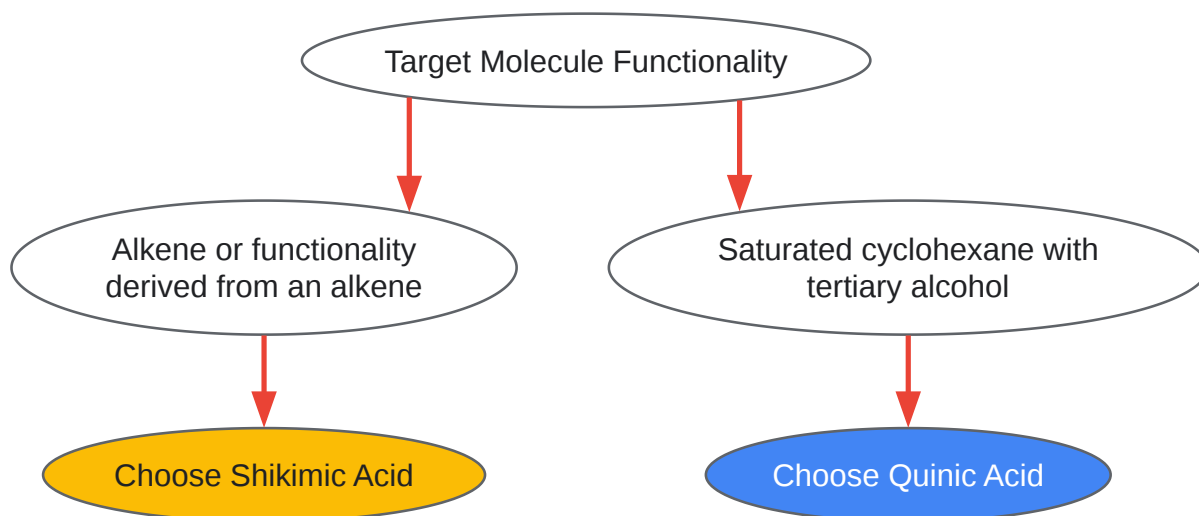 Target Molecule Functionality
Alkene or functionality
derived from an alkene
Saturated cyclohexane with
tertiary alcohol
Choose Shikimic Acid
Choose Quinic Acid